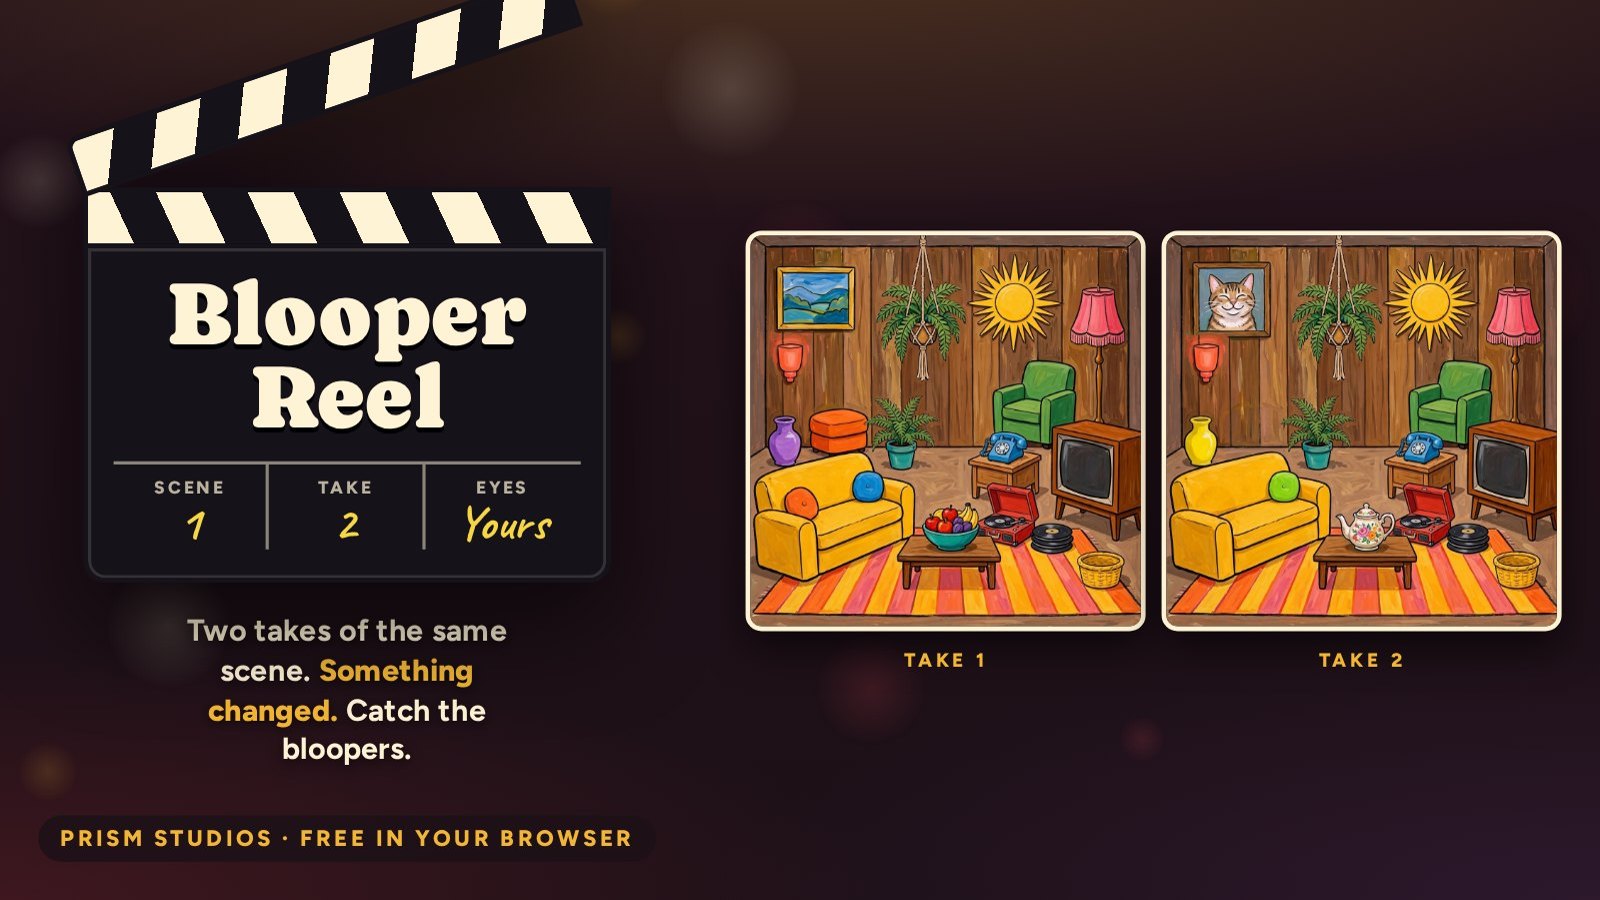 Blooper
Reel
SCENE
1
TAKE
2
EYES
Yours
Two takes of the same
scene. Something
changed. Catch the
bloopers.
PRISM STUDIOS · FREE IN YOUR BROWSER
TAKE 1
TAKE 2